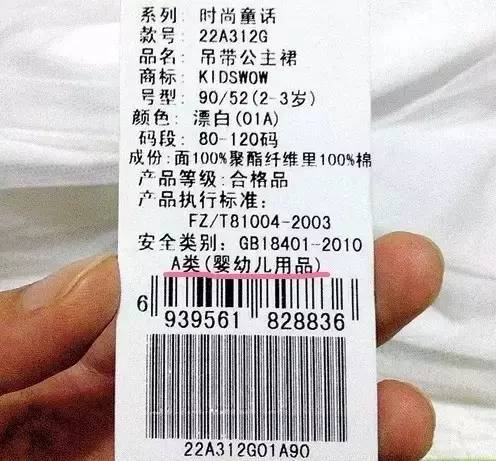 系列: 时尚童话
款号: 22A312G
品名: 吊带公主裙
商标: KIDSWOW
号型: 90/52(2-3岁)
颜色: 漂白(01A)
码段: 80-120码
成份: 面100%聚酯纤维里100%棉
产品等级: 合格品
产品执行标准:
FZ/T81004-2003
安全类别: GB18401-2010
A类(婴幼儿用品)
6 939561 828836
22A312G01A90